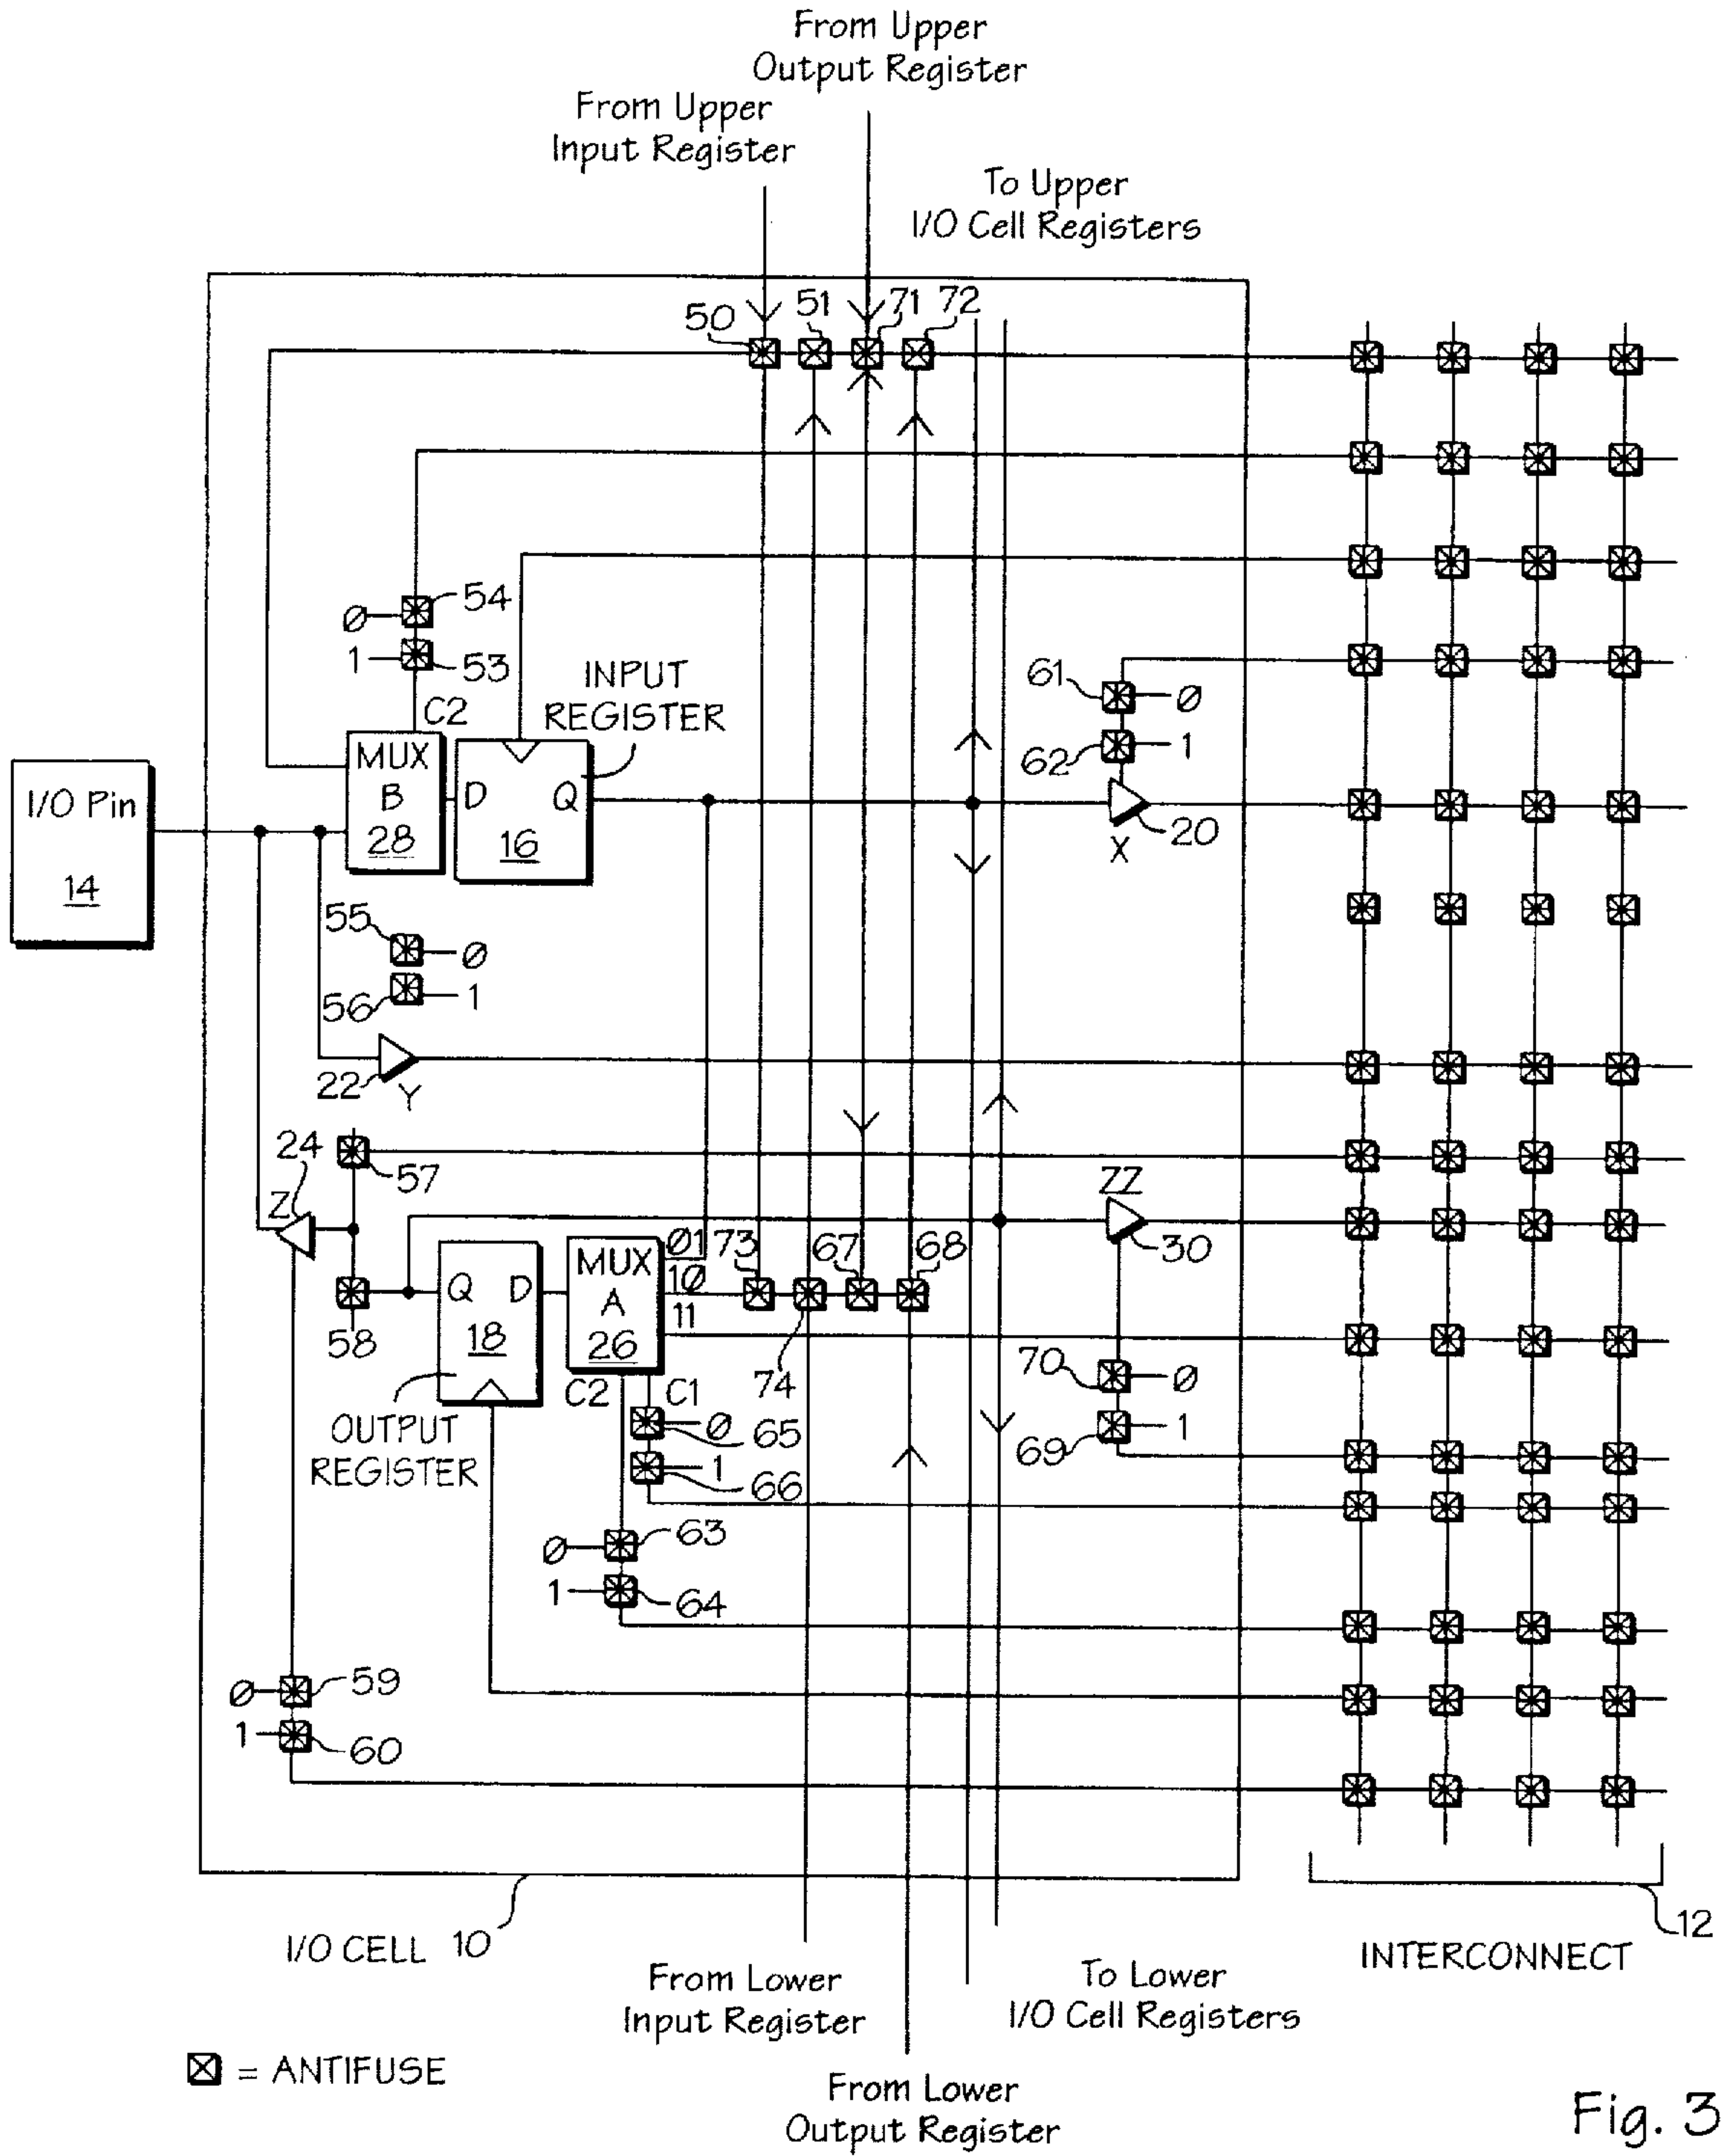 From Upper
Output Register
From Upper
Input Register
To Upper
I/O Cell Registers
50
51
71
72
54
Ø
1
53
C2
INPUT
REGISTER
61
Ø
62
1
MUX
B
28
D
Q
16
I/O Pin
14
20
X
55
Ø
56
1
22
Y
24
57
Z
ZZ
30
Ø1
73
67
68
MUX
A
26
1Ø
11
Q
D
18
58
74
70
Ø
C2
C1
Ø
65
69
1
OUTPUT
REGISTER
1
66
Ø
63
1
64
Ø
59
1
60
I/O CELL 10
12
INTERCONNECT
From Lower
Input Register
To Lower
I/O Cell Registers
= ANTIFUSE
From Lower
Output Register
Fig. 3